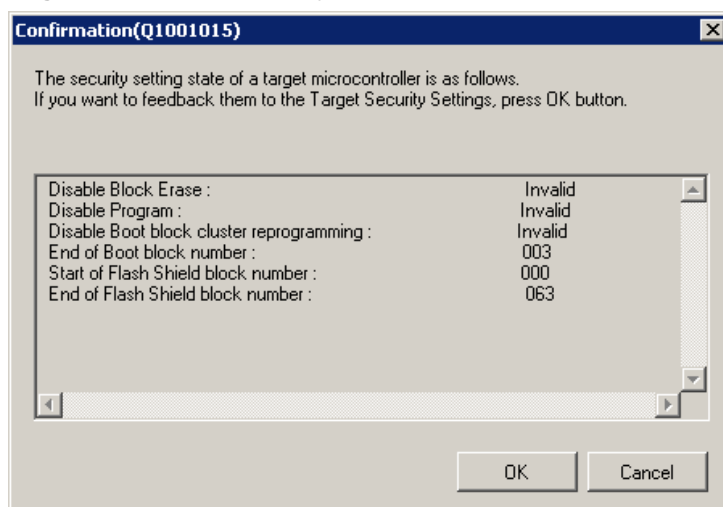 Confirmation(Q1001015)
The security setting state of a target microcontroller is as follows.
If you want to feedback them to the Target Security Settings, press OK button.
Disable Block Erase : Invalid
Disable Program : Invalid
Disable Boot block cluster reprogramming : Invalid
End of Boot block number : 003
Start of Flash Shield block number : 000
End of Flash Shield block number : 063
OK Cancel